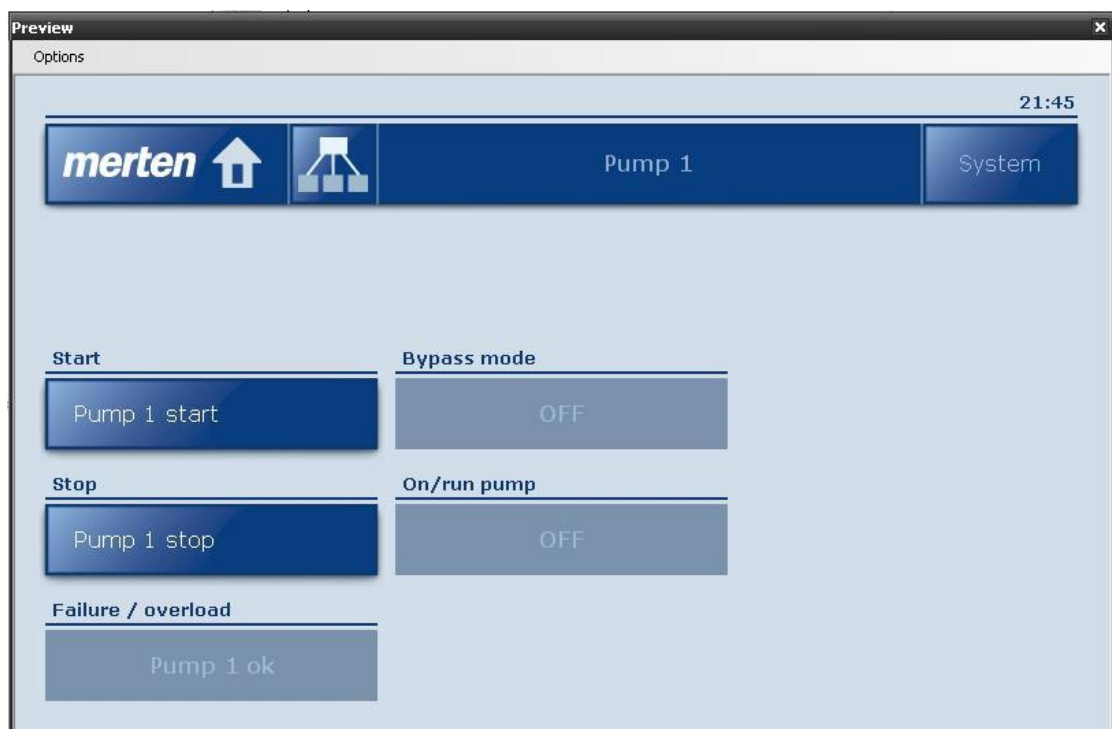 Preview
Options
21:45
merten
Pump 1
System
Start
Bypass mode
Pump 1 start
OFF
Stop
On/run pump
Pump 1 stop
OFF
Failure / overload
Pump 1 ok